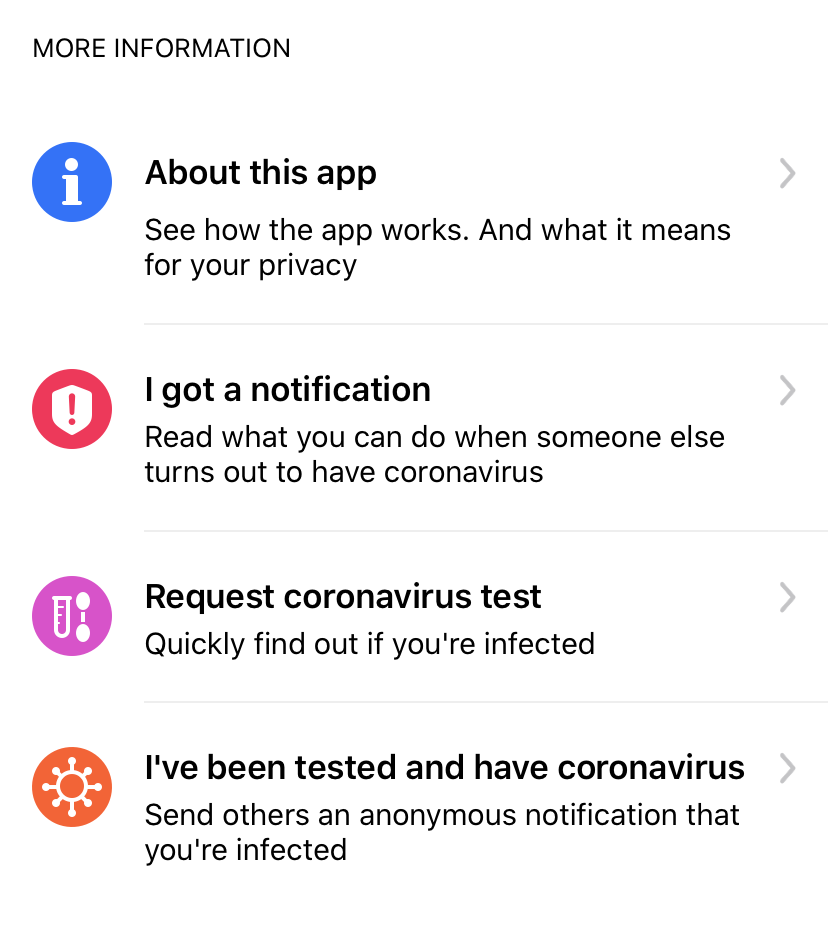 MORE INFORMATION
About this app
See how the app works. And what it means
for your privacy
I got a notification
Read what you can do when someone else
turns out to have coronavirus
Request coronavirus test
Quickly find out if you're infected
I've been tested and have coronavirus
Send others an anonymous notification that
you're infected